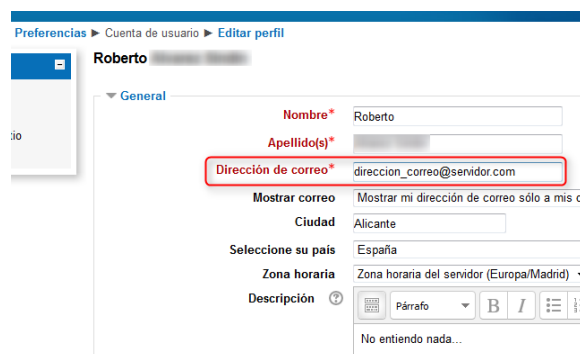 Preferencias ► Cuenta de usuario ► Editar perfil
Roberto
General
Nombre* Roberto
Apellido(s)*
Dirección de correo* direccion_correo@servidor.com
Mostrar correo Mostrar mi dirección de correo sólo a mis
Ciudad Alicante
Seleccione su país España
Zona horaria Zona horaria del servidor (Europa/Madrid)
Descripción ?
Párrafo B I
No entiendo nada...